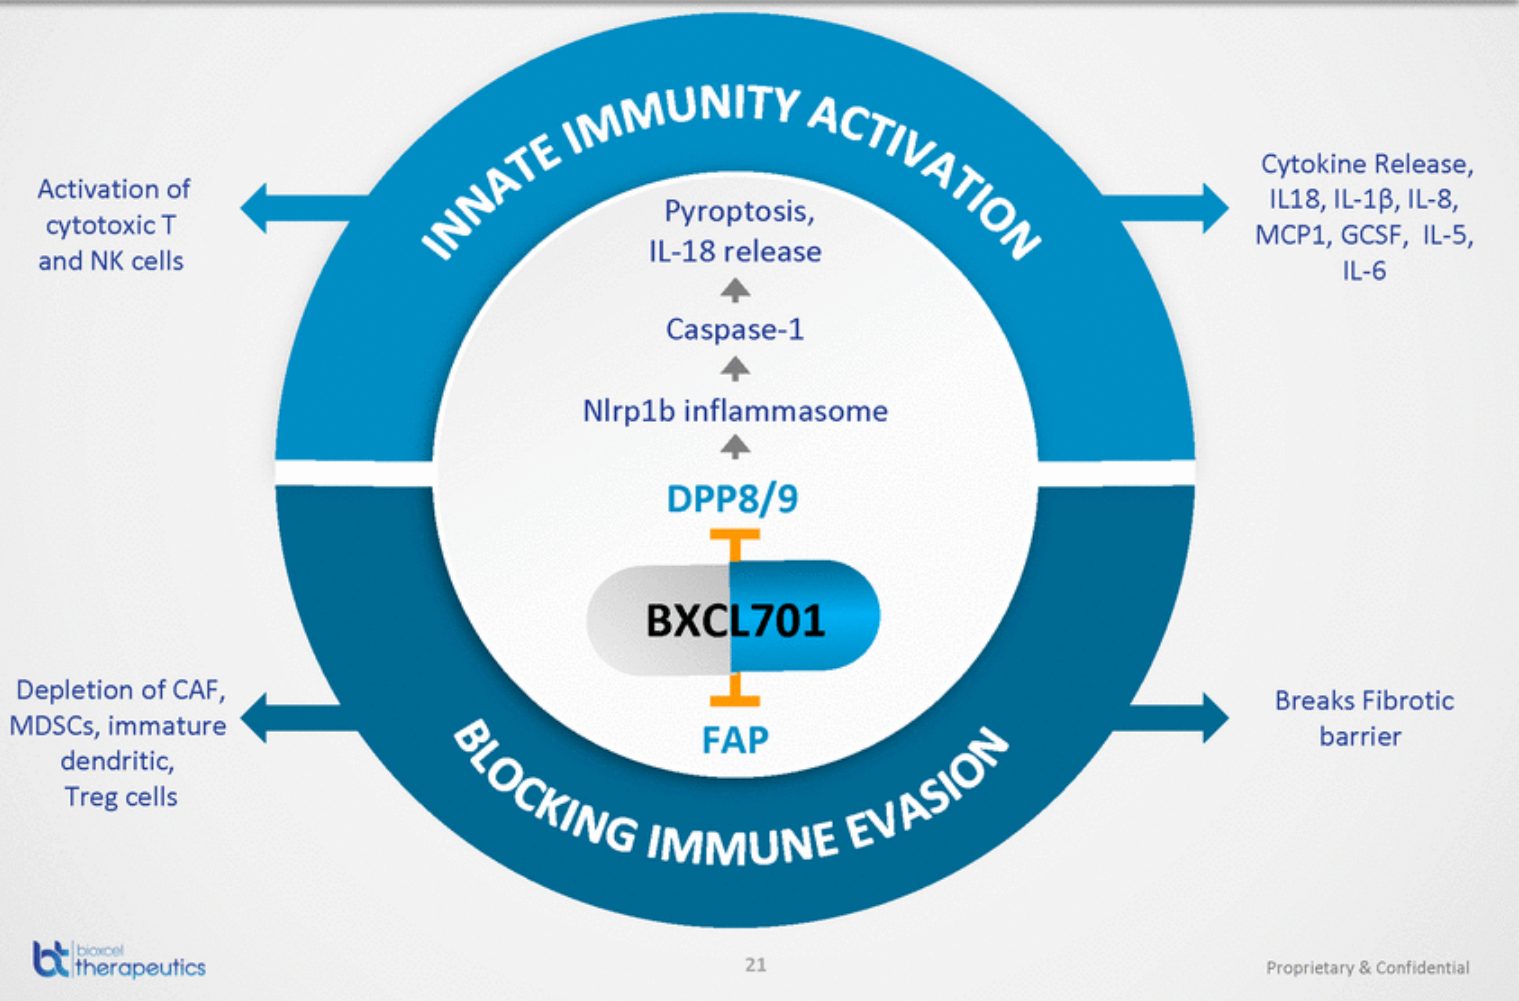 INNATE IMMUNITY ACTIVATION
Activation of
cytotoxic T
and NK cells
Cytokine Release,
IL18, IL-1β, IL-8,
MCP1, GCSF, IL-5,
IL-6
Pyroptosis,
IL-18 release
Caspase-1
Nlrp1b inflammasome
DPP8/9
BXCL701
FAP
Depletion of CAF,
MDSCs, immature
dendritic,
Treg cells
Breaks Fibrotic
barrier
BLOCKING IMMUNE EVASION
bt
bioxcel
therapeutics
21
Proprietary & Confidential